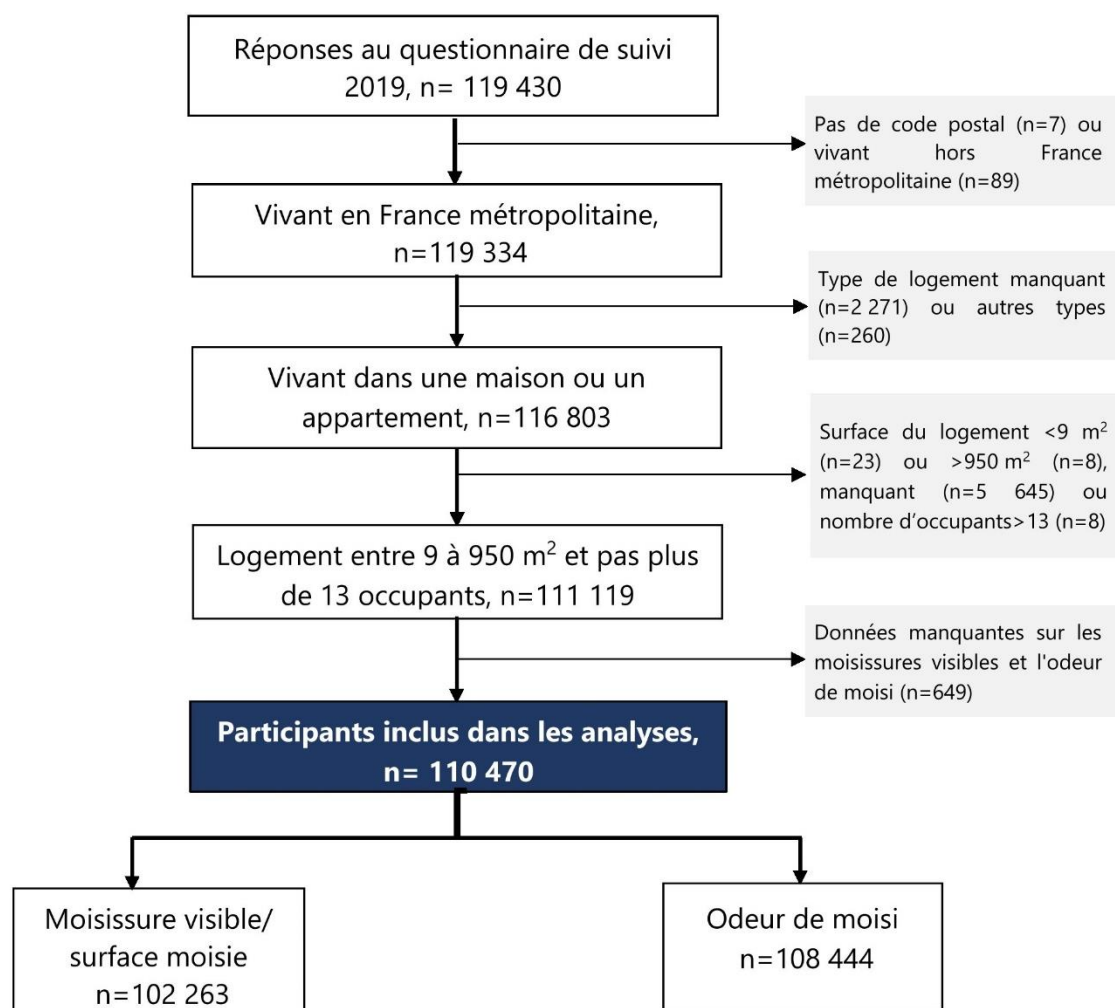 Réponses au questionnaire de suivi
2019, n= 119 430
Pas de code postal (n=7) ou
vivant hors France
métropolitaine (n=89)
Vivant en France métropolitaine,
n=119 334
Type de logement manquant
(n=2 271) ou autres types
(n=260)
Vivant dans une maison ou un
appartement, n=116 803
Surface du logement <9 m²
(n=23) ou >950 m² (n=8),
manquant (n=5 645) ou
nombre d’occupants>13 (n=8)
Logement entre 9 à 950 m² et pas plus
de 13 occupants, n=111 119
Données manquantes sur les
moisissures visibles et l'odeur
de moisi (n=649)
Participants inclus dans les analyses,
n= 110 470
Moisissure visible/
surface moisie
n=102 263
Odeur de moisi
n=108 444